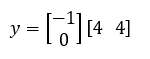 y = [−1 0] [4 4]